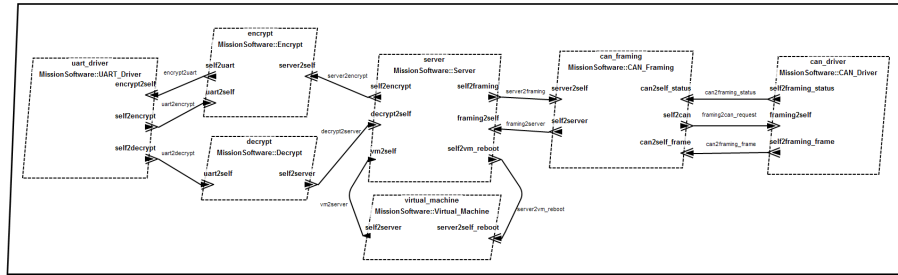 uart_driver
MissionSoftware::UART_Driver
encrypt2self
self2encrypt
self2decrypt
encrypt2uart
uart2encrypt
uart2decrypt
encrypt
MissionSoftware::Encrypt
self2uart
server2self
uart2self
decrypt
MissionSoftware::Decrypt
uart2self
self2server
server2encrypt
decrypt2server
vm2server
server
MissionSoftware::Server
self2encrypt
self2framing
decrypt2self
framing2self
self2vm_reboot
vm2self
virtual_machine
MissionSoftware::Virtual_Machine
self2server
server2self_reboot
server2framing
framing2server
server2vm_reboot
can_framing
MissionSoftware::CAN_Framing
can2self_status
server2self
self2can
self2server
can2self_frame
can2framing_status
framing2can_request
can2framing_frame
can_driver
MissionSoftware::CAN_Driver
self2framing_status
framing2self
self2framing_frame